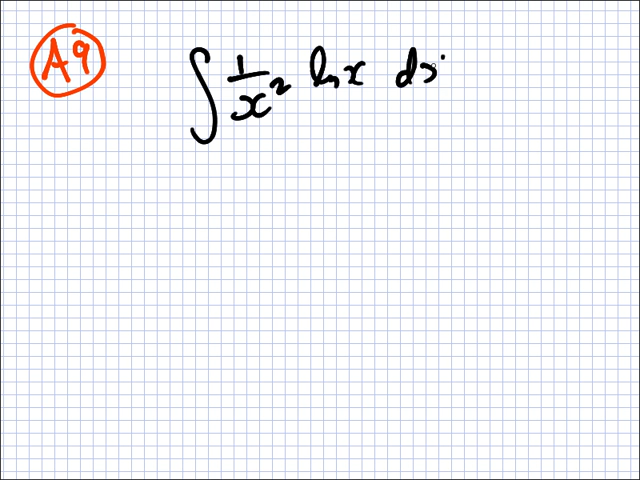 A9
∫ 1/x² ln x dx